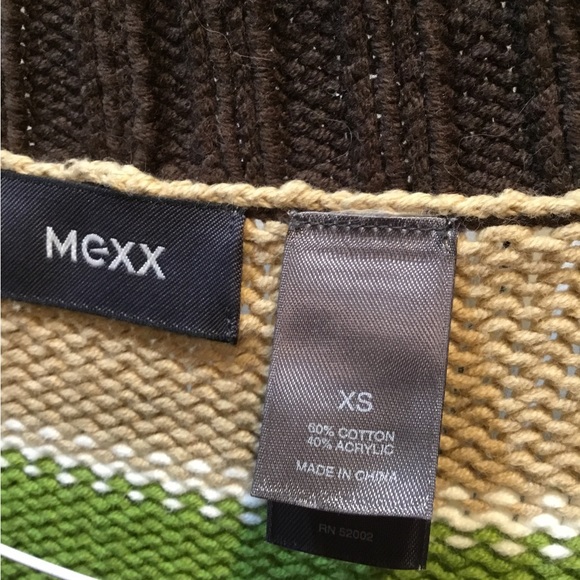 Mexx
XS
60% COTTON
40% ACRYLIC
MADE IN CHINA
RN 52002